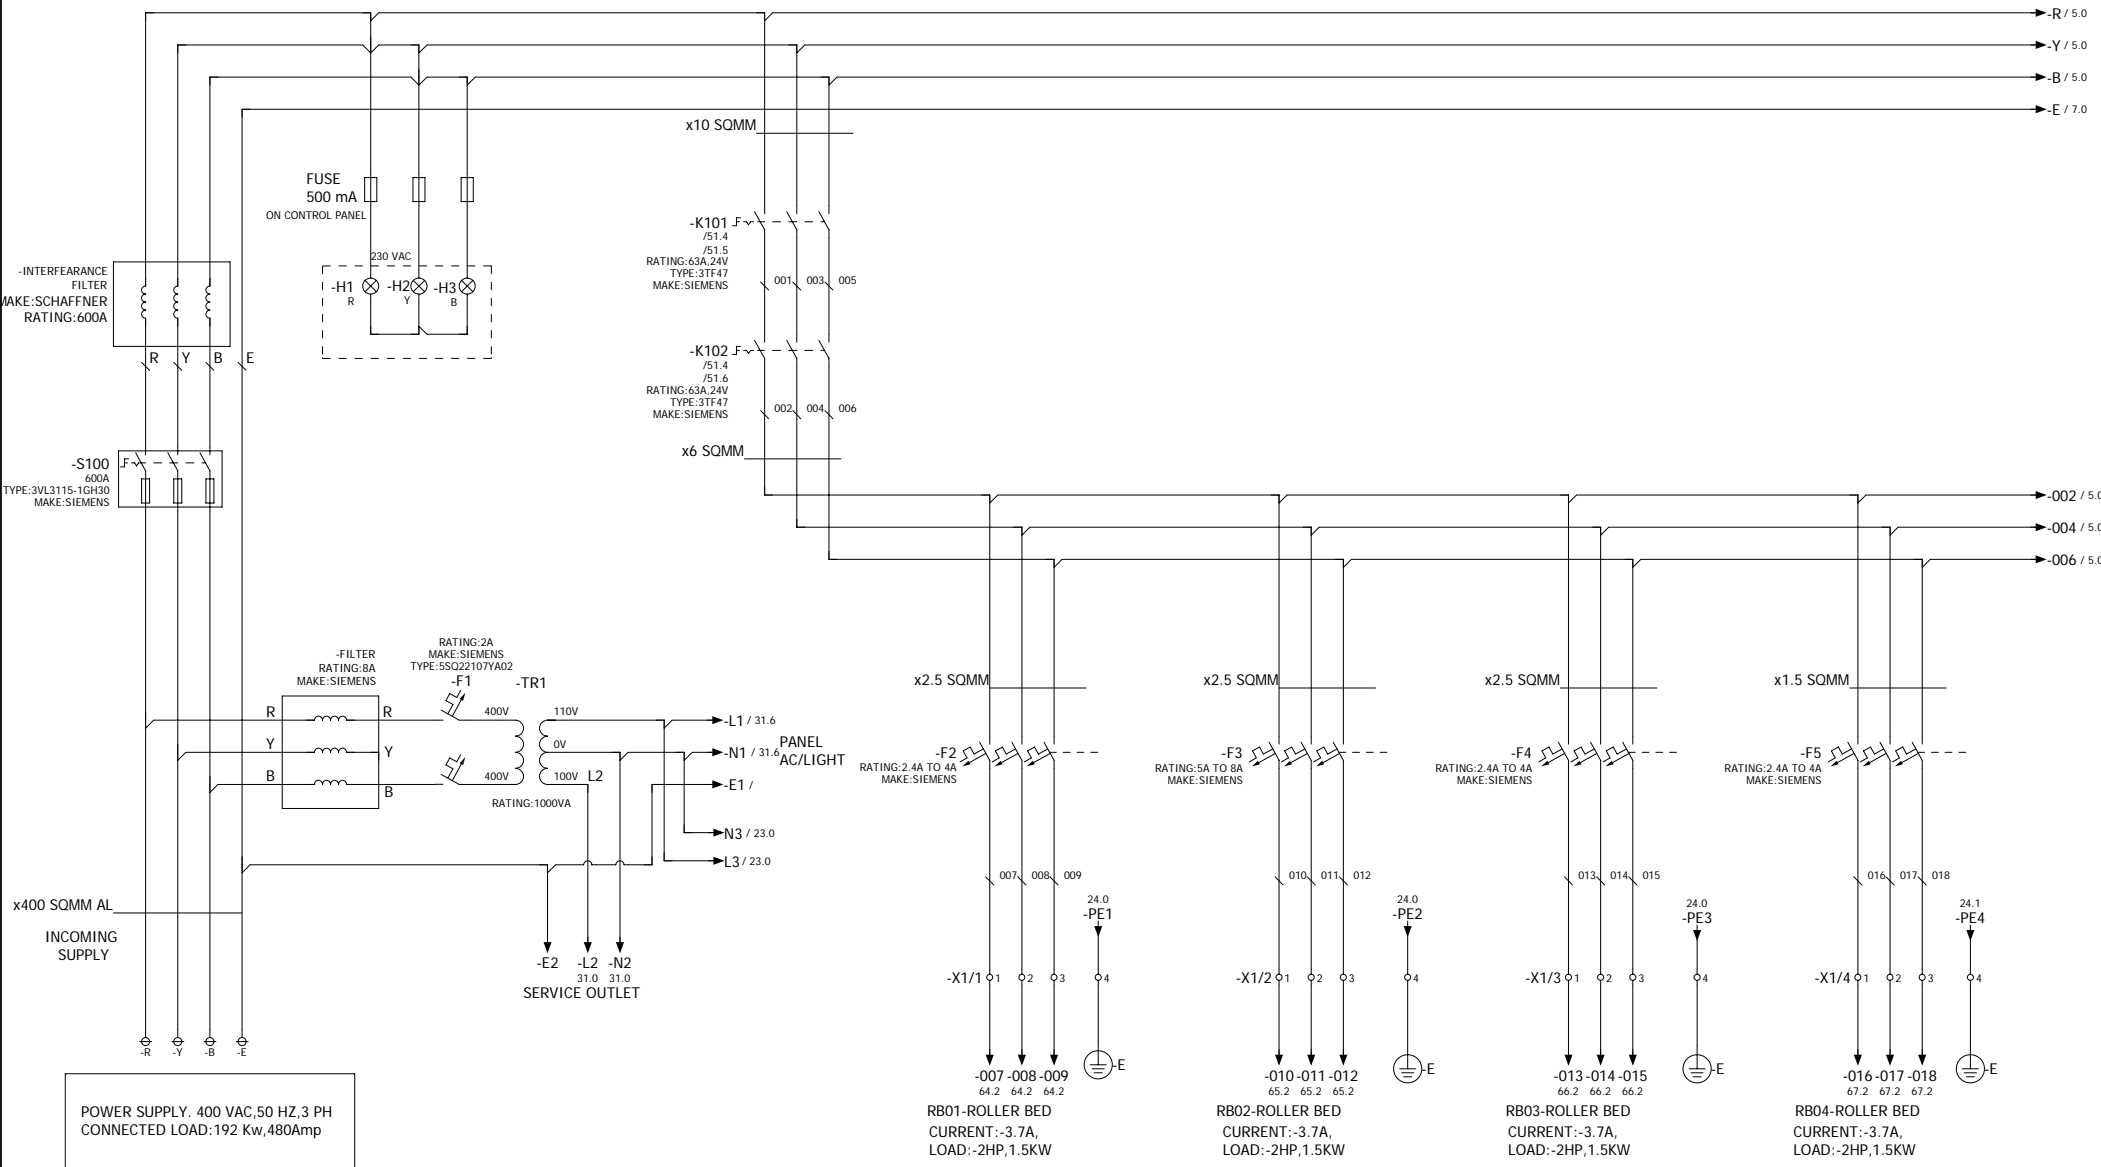 -R / 5.0
-Y / 5.0
-B / 5.0
-E / 7.0
x10 SQMM
FUSE
500 mA
ON CONTROL PANEL
230 VAC
-H1
R
-H2
Y
-H3
B
-INTERFEARANCE
FILTER
MAKE:SCHAFFNER
RATING:600A
R
Y
B
E
-S100
600A
TYPE:3VL3115-1GH30
MAKE:SIEMENS
-K101
/51.4
/51.5
RATING:63A,24V
TYPE:3TF47
MAKE:SIEMENS
001
003
005
-K102
/51.4
/51.6
RATING:63A,24V
TYPE:3TF47
MAKE:SIEMENS
002
004
006
x6 SQMM
-002 / 5.0
-004 / 5.0
-006 / 5.0
-FILTER
RATING:8A
MAKE:SIEMENS
RATING:2A
MAKE:SIEMENS
TYPE:5SQ22107YA02
-F1
-TR1
R
R
Y
Y
B
B
400V
400V
110V
0V
100V
L2
RATING:1000VA
-L1 / 31.6
-N1 / 31.6
PANEL
AC/LIGHT
-E1 /
N3 / 23.0
L3 / 23.0
x400 SQMM AL
INCOMING
SUPPLY
-E2
-L2
31.0
-N2
31.0
SERVICE OUTLET
-R
-Y
-B
-E
POWER SUPPLY. 400 VAC,50 HZ,3 PH
CONNECTED LOAD:192 Kw,480Amp
x2.5 SQMM
-F2
RATING:2.4A TO 4A
MAKE:SIEMENS
007
008
009
24.0
-PE1
-X1/1
1
2
3
4
-E
-007 -008 -009
64.2 64.2 64.2
RB01-ROLLER BED
CURRENT:-3.7A,
LOAD:-2HP,1.5KW
x2.5 SQMM
-F3
RATING:5A TO 8A
MAKE:SIEMENS
010
011
012
24.0
-PE2
-X1/2
1
2
3
4
-E
-010 -011 -012
65.2 65.2 65.2
RB02-ROLLER BED
CURRENT:-3.7A,
LOAD:-2HP,1.5KW
x2.5 SQMM
-F4
RATING:2.4A TO 4A
MAKE:SIEMENS
013
014
015
24.0
-PE3
-X1/3
1
2
3
4
-E
-013 -014 -015
66.2 66.2 66.2
RB03-ROLLER BED
CURRENT:-3.7A,
LOAD:-2HP,1.5KW
x1.5 SQMM
-F5
RATING:2.4A TO 4A
MAKE:SIEMENS
016
017
018
24.1
-PE4
-X1/4
1
2
3
4
-E
-016 -017 -018
67.2 67.2 67.2
RB04-ROLLER BED
CURRENT:-3.7A,
LOAD:-2HP,1.5KW